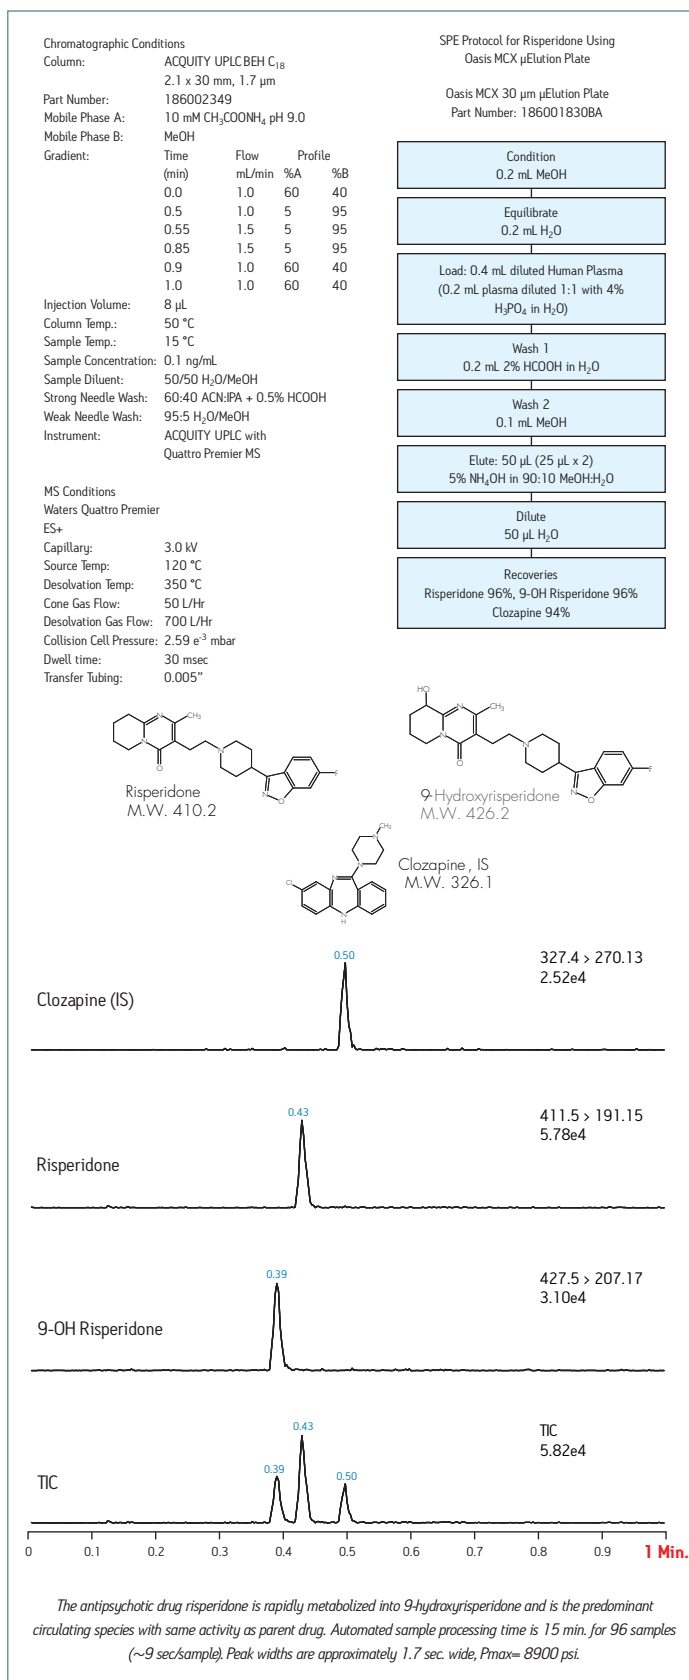 Chromatographic Conditions
Column: ACQUITY UPLC BEH C18
2.1 x 30 mm, 1.7 µm
Part Number: 186002349
Mobile Phase A: 10 mM CH3COONH4 pH 9.0
Mobile Phase B: MeOH
Gradient: Time Flow Profile
(min) mL/min %A %B
0.0 1.0 60 40
0.5 1.0 5 95
0.55 1.5 5 95
0.85 1.5 5 95
0.9 1.0 60 40
1.0 1.0 60 40
Injection Volume: 8 µL
Column Temp.: 50 °C
Sample Temp.: 15 °C
Sample Concentration: 0.1 ng/mL
Sample Diluent: 50/50 H2O/MeOH
Strong Needle Wash: 60:40 ACN:IPA + 0.5% HCOOH
Weak Needle Wash: 95:5 H2O/MeOH
Instrument: ACQUITY UPLC with
Quattro Premier MS
MS Conditions
Waters Quattro Premier
ES+
Capillary: 3.0 kV
Source Temp: 120 °C
Desolvation Temp: 350 °C
Cone Gas Flow: 50 L/Hr
Desolvation Gas Flow: 700 L/Hr
Collision Cell Pressure: 2.59 e-3 mbar
Dwell time: 30 msec
Transfer Tubing: 0.005”
SPE Protocol for Risperidone Using
Oasis MCX µElution Plate
Oasis MCX 30 µm µElution Plate
Part Number: 186001830BA
Condition
0.2 mL MeOH
Equilibrate
0.2 mL H2O
Load: 0.4 mL diluted Human Plasma
(0.2 mL plasma diluted 1:1 with 4%
H3PO4 in H2O)
Wash 1
0.2 mL 2% HCOOH in H2O
Wash 2
0.1 mL MeOH
Elute: 50 µL (25 µL x 2)
5% NH4OH in 90:10 MeOH:H2O
Dilute
50 µL H2O
Recoveries
Risperidone 96%, 9-OH Risperidone 96%
Clozapine 94%
N CH3
N
O
N
N O
F
Risperidone
M.W. 410.2
HO
N CH3
N
O
N
N O
F
9-Hydroxyrisperidone
M.W. 426.2
CH3
N
N
N
Cl
N
H
Clozapine, IS
M.W. 326.1
0.50
327.4 > 270.13
2.52e4
Clozapine (IS)
0.43
411.5 > 191.15
5.78e4
Risperidone
0.39
427.5 > 207.17
3.10e4
9-OH Risperidone
0.43
0.39
0.50
TIC
5.82e4
TIC
0 0.1 0.2 0.3 0.4 0.5 0.6 0.7 0.8 0.9 1 Min.
The antipsychotic drug risperidone is rapidly metabolized into 9-hydroxyrisperidone and is the predominant
circulating species with same activity as parent drug. Automated sample processing time is 15 min. for 96 samples
(~9 sec/sample). Peak widths are approximately 1.7 sec. wide, Pmax= 8900 psi.